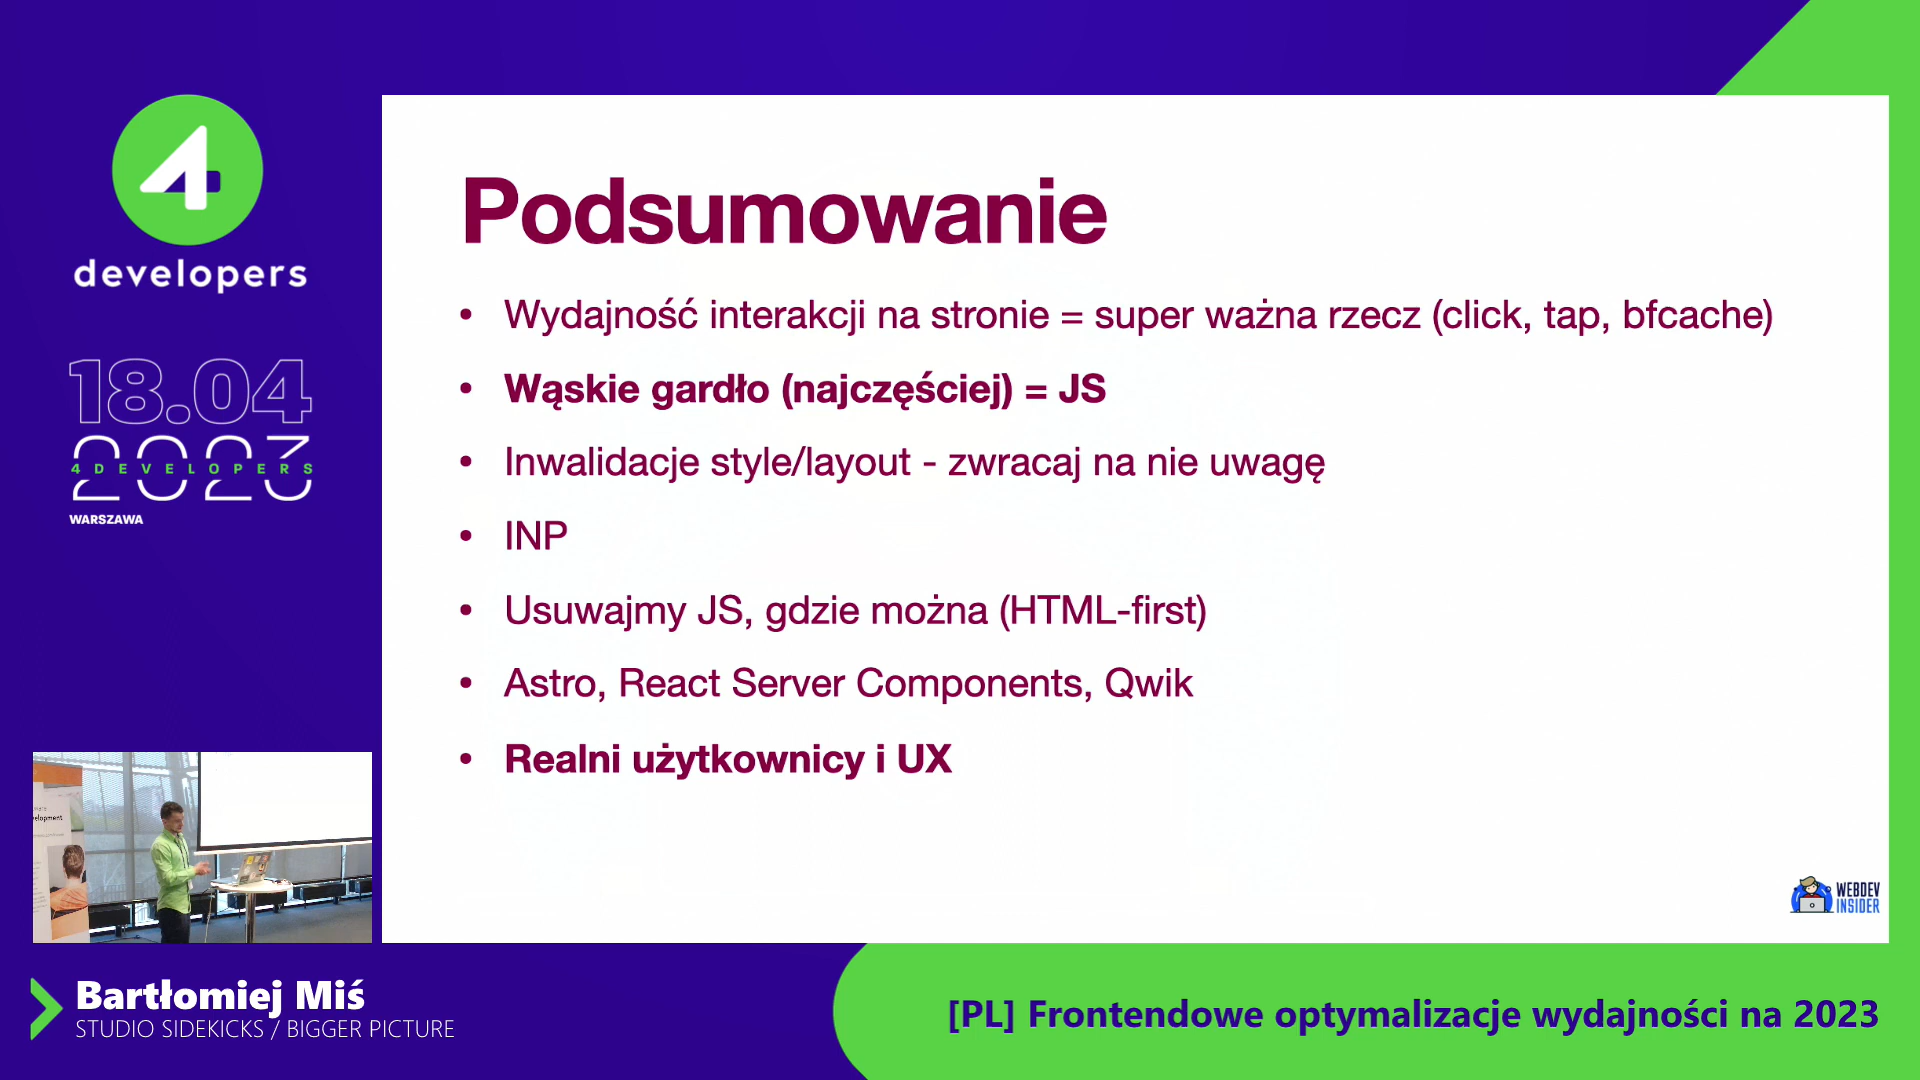 4
developers
18.04
2023
4DEVELOPERS
WARSZAWA
Podsumowanie
• Wydajność interakcji na stronie = super ważna rzecz (click, tap, bfcache)
• Wąskie gardło (najczęściej) = JS
• Inwalidacje style/layout - zwracaj na nie uwagę
• INP
• Usuwajmy JS, gdzie można (HTML-first)
• Astro, React Server Components, Qwik
• Realni użytkownicy i UX
WEBDEV
INSIDER
Bartłomiej Miś
STUDIO SIDEKICKS / BIGGER PICTURE
[PL] Frontendowe optymalizacje wydajności na 2023